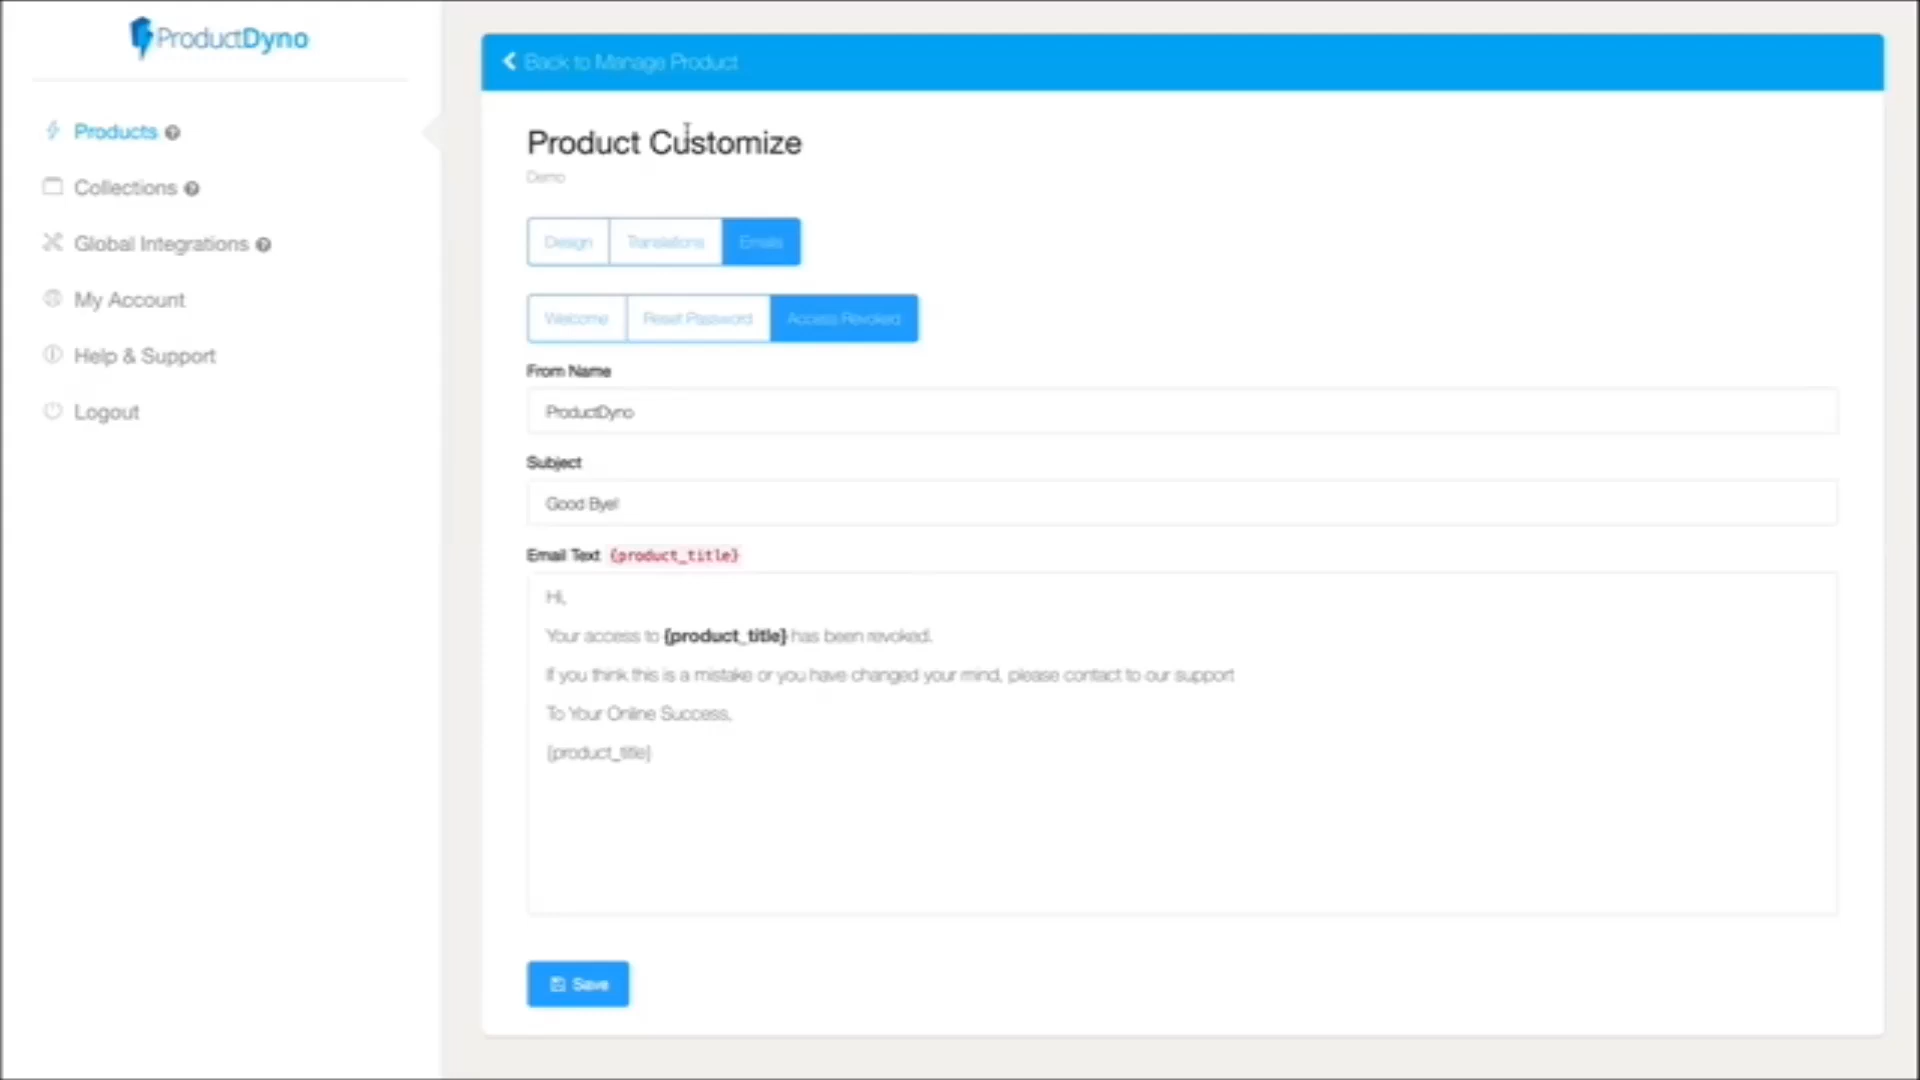 ProductDyno
Products
Collections
Global Integrations
My Account
Help & Support
Logout
Back to Manage Product
Product Customize
Demo
Design Translations Emails
Welcome Reset Password Access Revoked
From Name
ProductDyno
Subject
Good Bye!
Email Text {product_title}
Hi,
Your access to {product_title} has been revoked.
If you think this is a mistake or you have changed your mind, please contact to our support
To Your Online Success,
{product_title}
Save